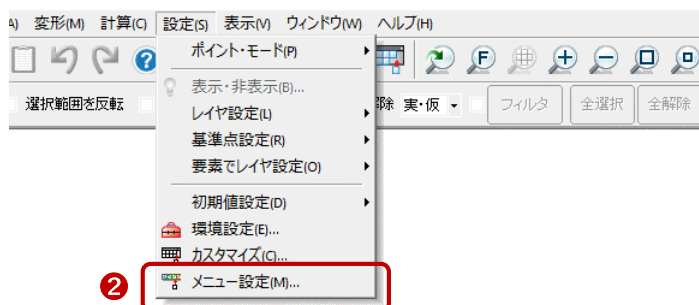 A) 変形(M) 計算(C) 設定(S) 表示(V) ウィンドウ(W) ヘルプ(H)
ポイント・モード(P)
F
表示・非表示(B)...
選択範囲を反転
レイヤ設定(L)
解除 実・仮 フィルタ 全選択 全解除
基準点設定(R)
要素でレイヤ設定(O)
初期値設定(D)
環境設定(E)...
カスタマイズ(C)...
2 メニュー設定(M)...